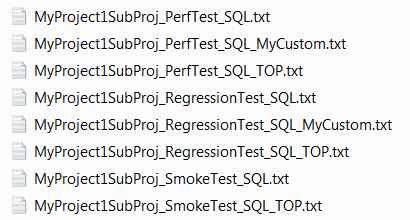 MyProject1SubProj_PerfTest_SQL.txt
MyProject1SubProj_PerfTest_SQL_MyCustom.txt
MyProject1SubProj_PerfTest_SQL_TOP.txt
MyProject1SubProj_RegressionTest_SQL.txt
MyProject1SubProj_RegressionTest_SQL_MyCustom.txt
MyProject1SubProj_RegressionTest_SQL_TOP.txt
MyProject1SubProj_SmokeTest_SQL.txt
MyProject1SubProj_SmokeTest_SQL_TOP.txt